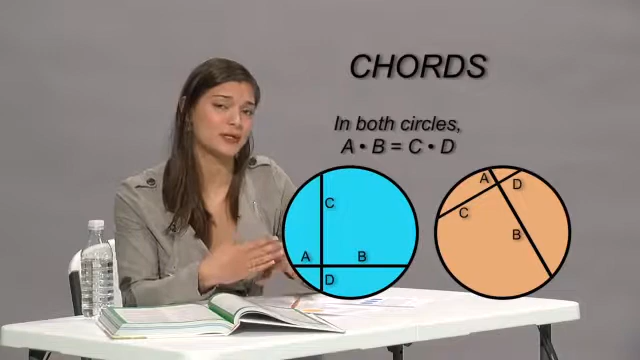 CHORDS
In both circles,
A • B = C • D
C
A
B
D
A
D
C
B